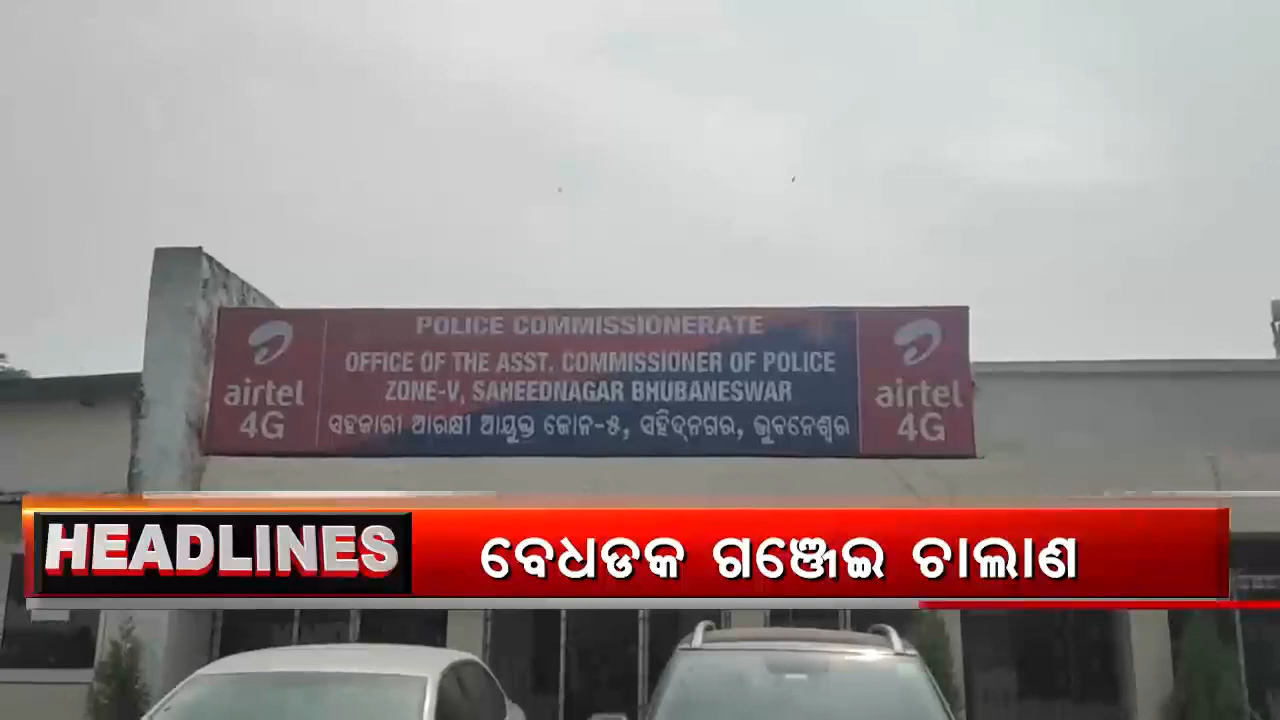 POLICE COMMISSIONERATE
OFFICE OF THE ASST. COMMISSIONER OF POLICE
ZONE-V, SAHEEDNAGAR BHUBANESWAR
ସହକାରୀ ଆରକ୍ଷୀ ଆୟୁକ୍ତ ଜୋନ-୫, ସହିଦ୍‌ନଗର, ଭୁବନେଶ୍ୱର
airtel
4G
airtel
4G
HEADLINES
ବେଧଡକ ଗଞ୍ଜେଇ ଚାଲାଣ